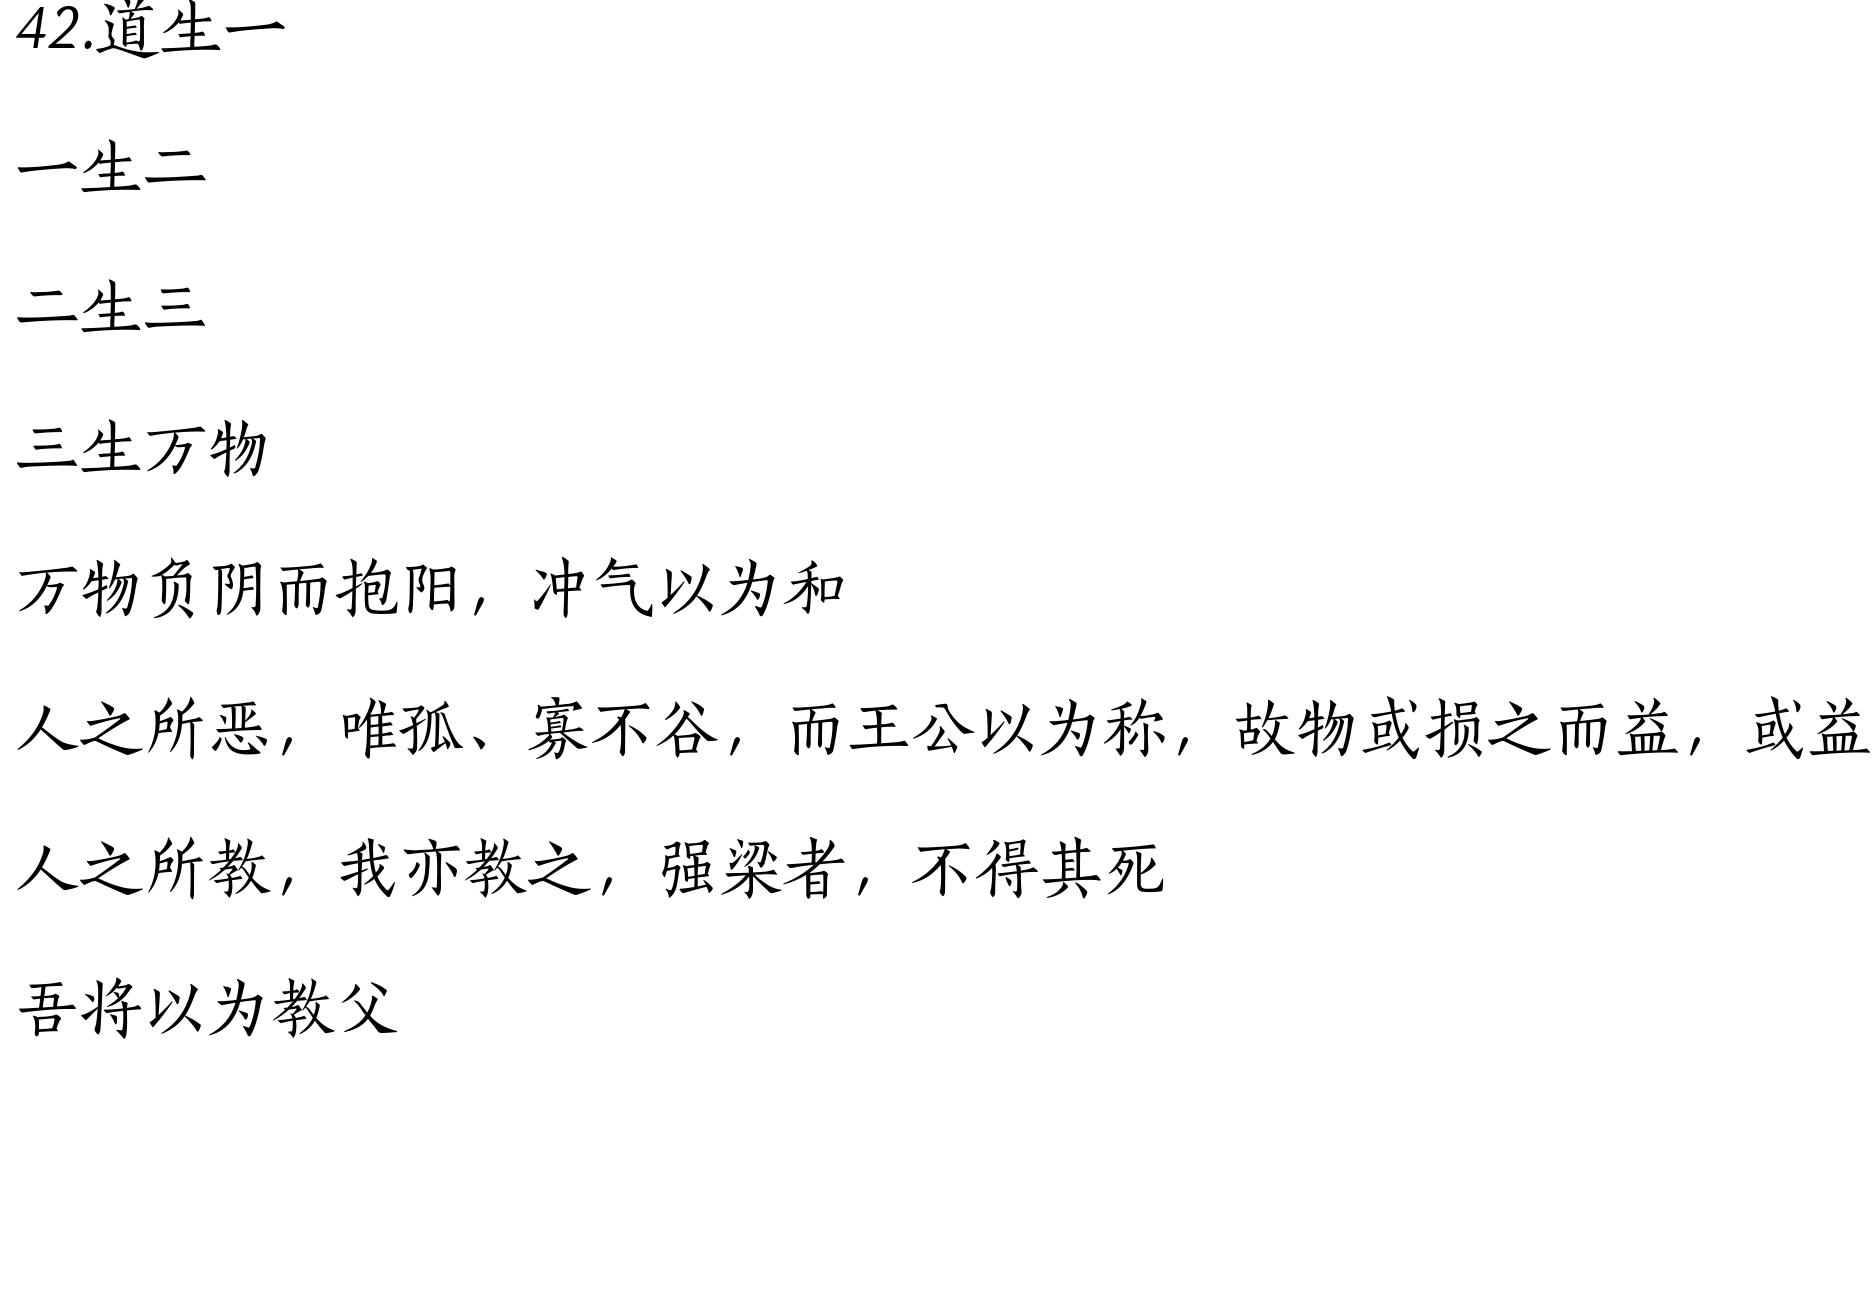 42.道生一
一生二
二生三
三生万物
万物负阴而抱阳，冲气以为和
人之所恶，唯孤、寡不谷，而王公以为称，故物或损之而益，或益
人之所教，我亦教之，强梁者，不得其死
吾将以为教父